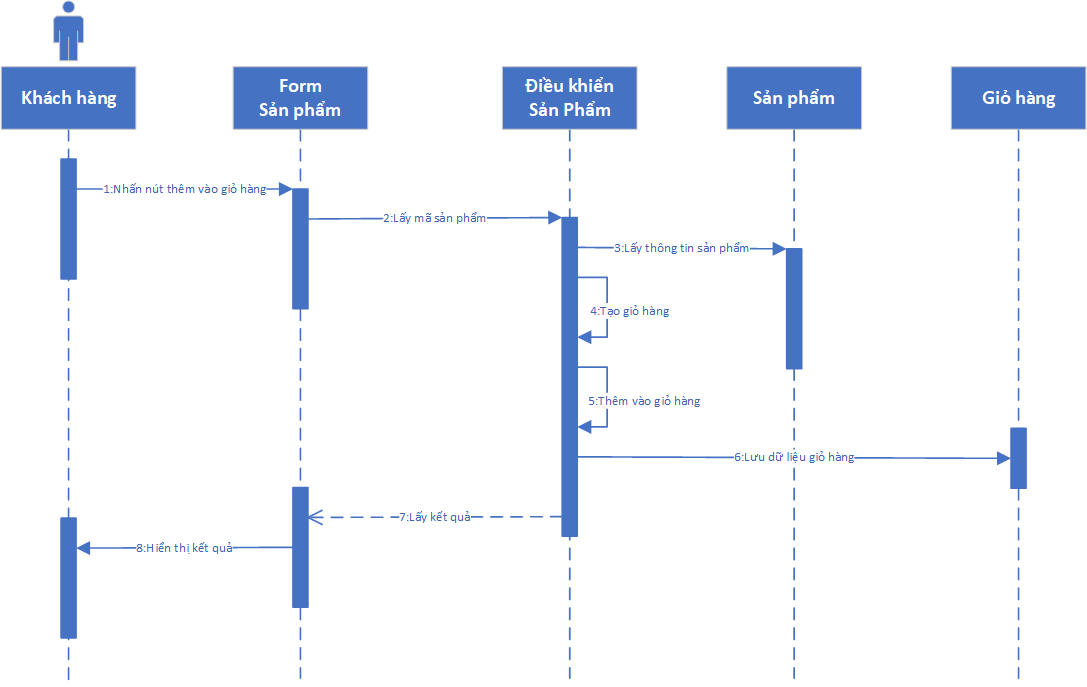 Khách hàng
Form
Sản phẩm
Điều khiển
Sản Phẩm
Sản phẩm
Giỏ hàng
1:Nhấn nút thêm vào giỏ hàng
2:Lấy mã sản phẩm
3:Lấy thông tin sản phẩm
4:Tạo giỏ hàng
5:Thêm vào giỏ hàng
6:Lưu dữ liệu giỏ hàng
7:Lấy kết quả
8:Hiển thị kết quả